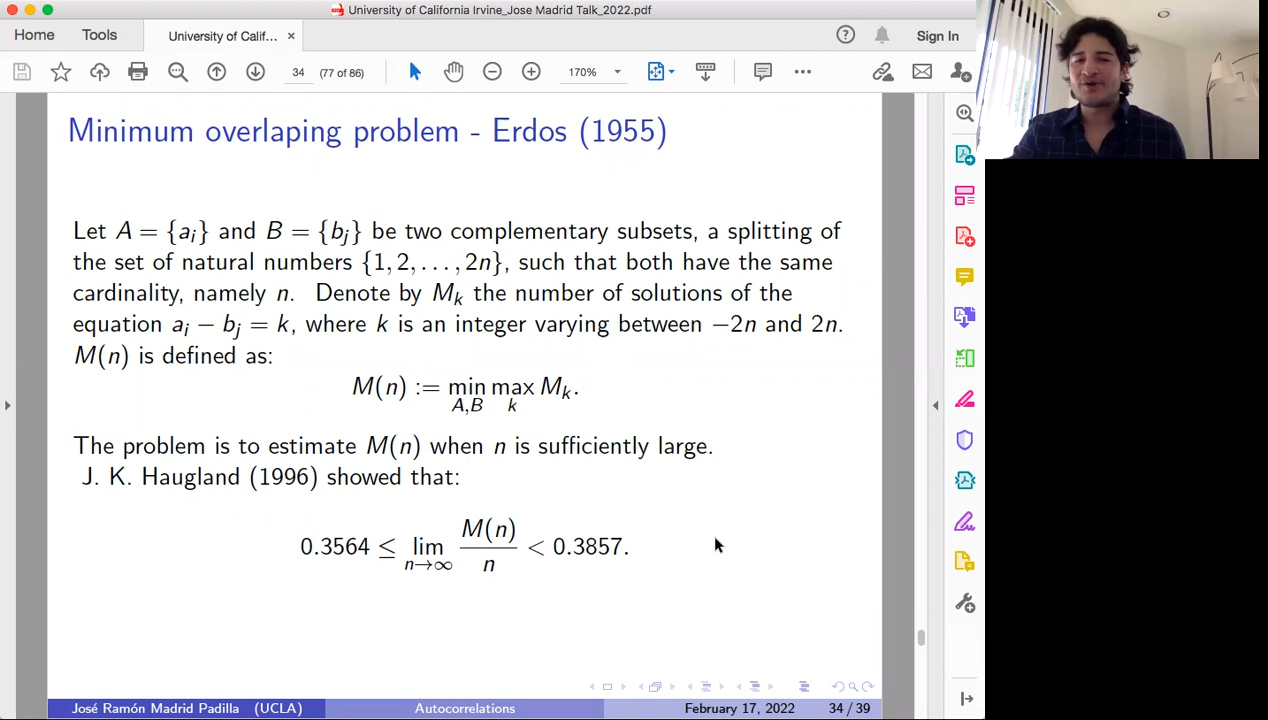 University of California Irvine_Jose Madrid Talk_2022.pdf
Home Tools University of Calif... × Sign In
34 (77 of 86) 170%
Minimum overlaping problem - Erdos (1955)
Let A = {a_i} and B = {b_j} be two complementary subsets, a splitting of
the set of natural numbers {1, 2, . . . , 2n}, such that both have the same
cardinality, namely n. Denote by M_k the number of solutions of the
equation a_i − b_j = k, where k is an integer varying between −2n and 2n.
M(n) is defined as:
M(n) := min_{A,B} max_k M_k.
The problem is to estimate M(n) when n is sufficiently large.
J. K. Haugland (1996) showed that:
0.3564 ≤ lim_{n→∞} M(n)/n < 0.3857.
José Ramón Madrid Padilla (UCLA) Autocorrelations February 17, 2022 34 / 39